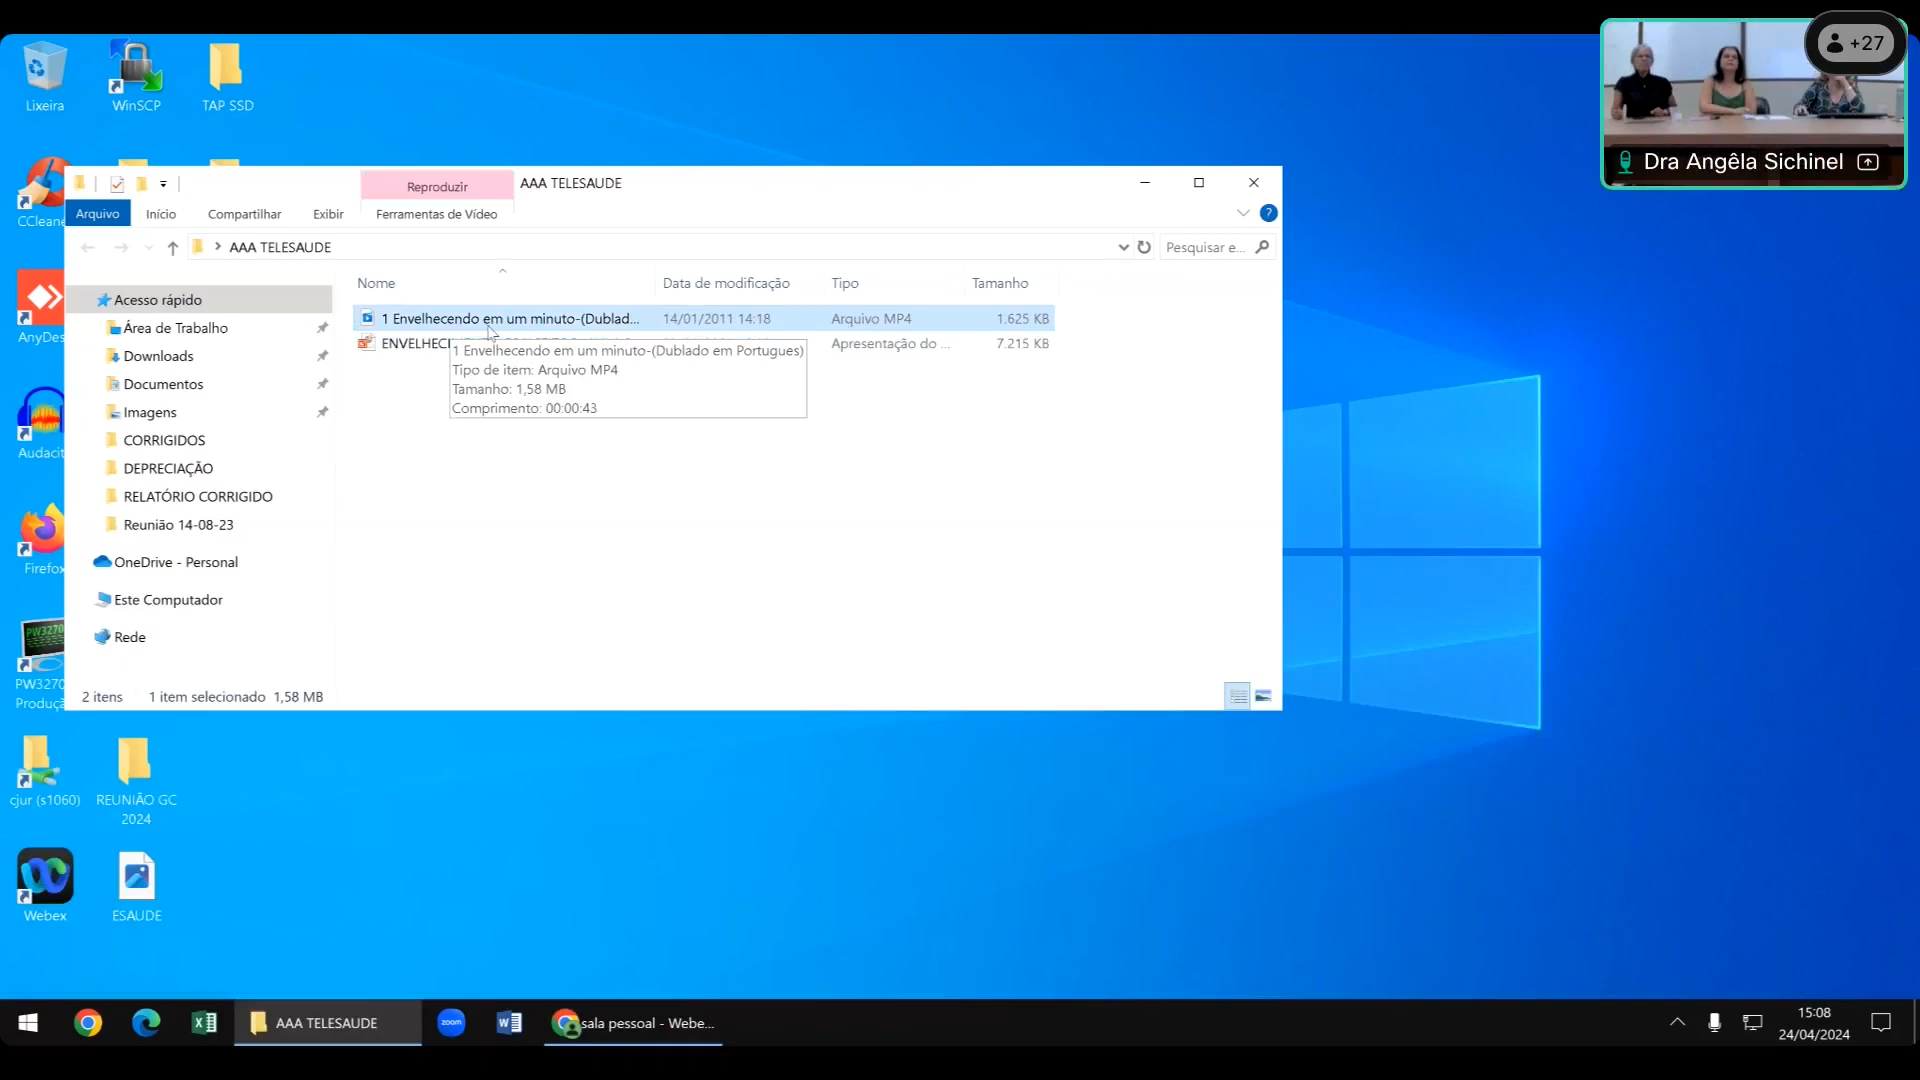 +27
Dra Angêla Sichinel
Lixeira
WinSCP
TAP SSD
CCleane
AnyDes
Audacit
Firefox
PW3270
PW3270
Produçã
cjur (s1060)
REUNIÃO GC
2024
Webex
ESAUDE
Reproduzir
AAA TELESAUDE
Arquivo
Início
Compartilhar
Exibir
Ferramentas de Vídeo
AAA TELESAUDE
Pesquisar e...
Nome
Data de modificação
Tipo
Tamanho
1 Envelhecendo em um minuto-(Dublad...
14/01/2011 14:18
Arquivo MP4
1.625 KB
ENVELHECI
Apresentação do ...
7.215 KB
1 Envelhecendo em um minuto-(Dublado em Portugues)
Tipo de item: Arquivo MP4
Tamanho: 1,58 MB
Comprimento: 00:00:43
Acesso rápido
Área de Trabalho
Downloads
Documentos
Imagens
CORRIGIDOS
DEPRECIAÇÃO
RELATÓRIO CORRIGIDO
Reunião 14-08-23
OneDrive - Personal
Este Computador
Rede
2 itens
1 item selecionado 1,58 MB
AAA TELESAUDE
zoom
sala pessoal - Webe...
15:08
24/04/2024